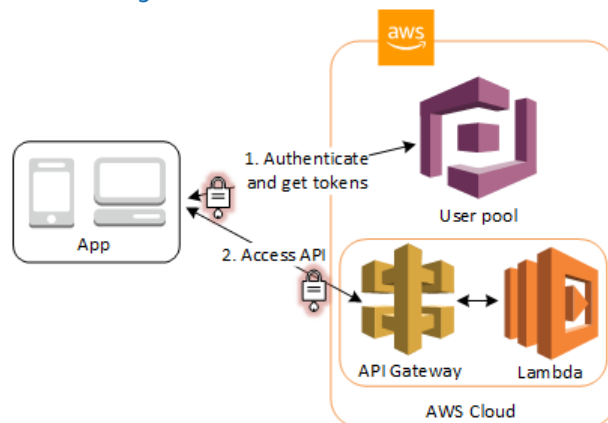 aws
1. Authenticate
and get tokens
User pool
App
2. Access API
API Gateway
Lambda
AWS Cloud